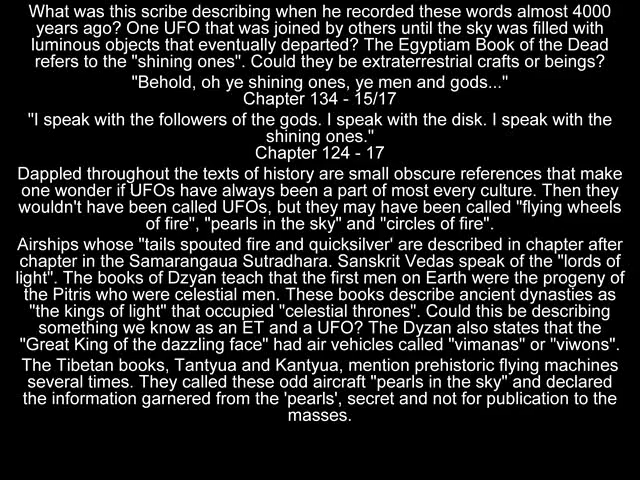 What was this scribe describing when he recorded these words almost 4000
years ago? One UFO that was joined by others until the sky was filled with
luminous objects that eventually departed? The Egyptiam Book of the Dead
refers to the "shining ones". Could they be extraterrestrial crafts or beings?
"Behold, oh ye shining ones, ye men and gods..."
Chapter 134 - 15/17
"I speak with the followers of the gods. I speak with the disk. I speak with the
shining ones."
Chapter 124 - 17
Dappled throughout the texts of history are small obscure references that make
one wonder if UFOs have always been a part of most every culture. Then they
wouldn't have been called UFOs, but they may have been called "flying wheels
of fire", "pearls in the sky" and "circles of fire".
Airships whose "tails spouted fire and quicksilver' are described in chapter after
chapter in the Samarangaua Sutradhara. Sanskrit Vedas speak of the "lords of
light". The books of Dzyan teach that the first men on Earth were the progeny of
the Pitris who were celestial men. These books describe ancient dynasties as
"the kings of light" that occupied "celestial thrones". Could this be describing
something we know as an ET and a UFO? The Dyzan also states that the
"Great King of the dazzling face" had air vehicles called "vimanas" or "viwons".
The Tibetan books, Tantyua and Kantyua, mention prehistoric flying machines
several times. They called these odd aircraft "pearls in the sky" and declared
the information garnered from the 'pearls', secret and not for publication to the
masses.